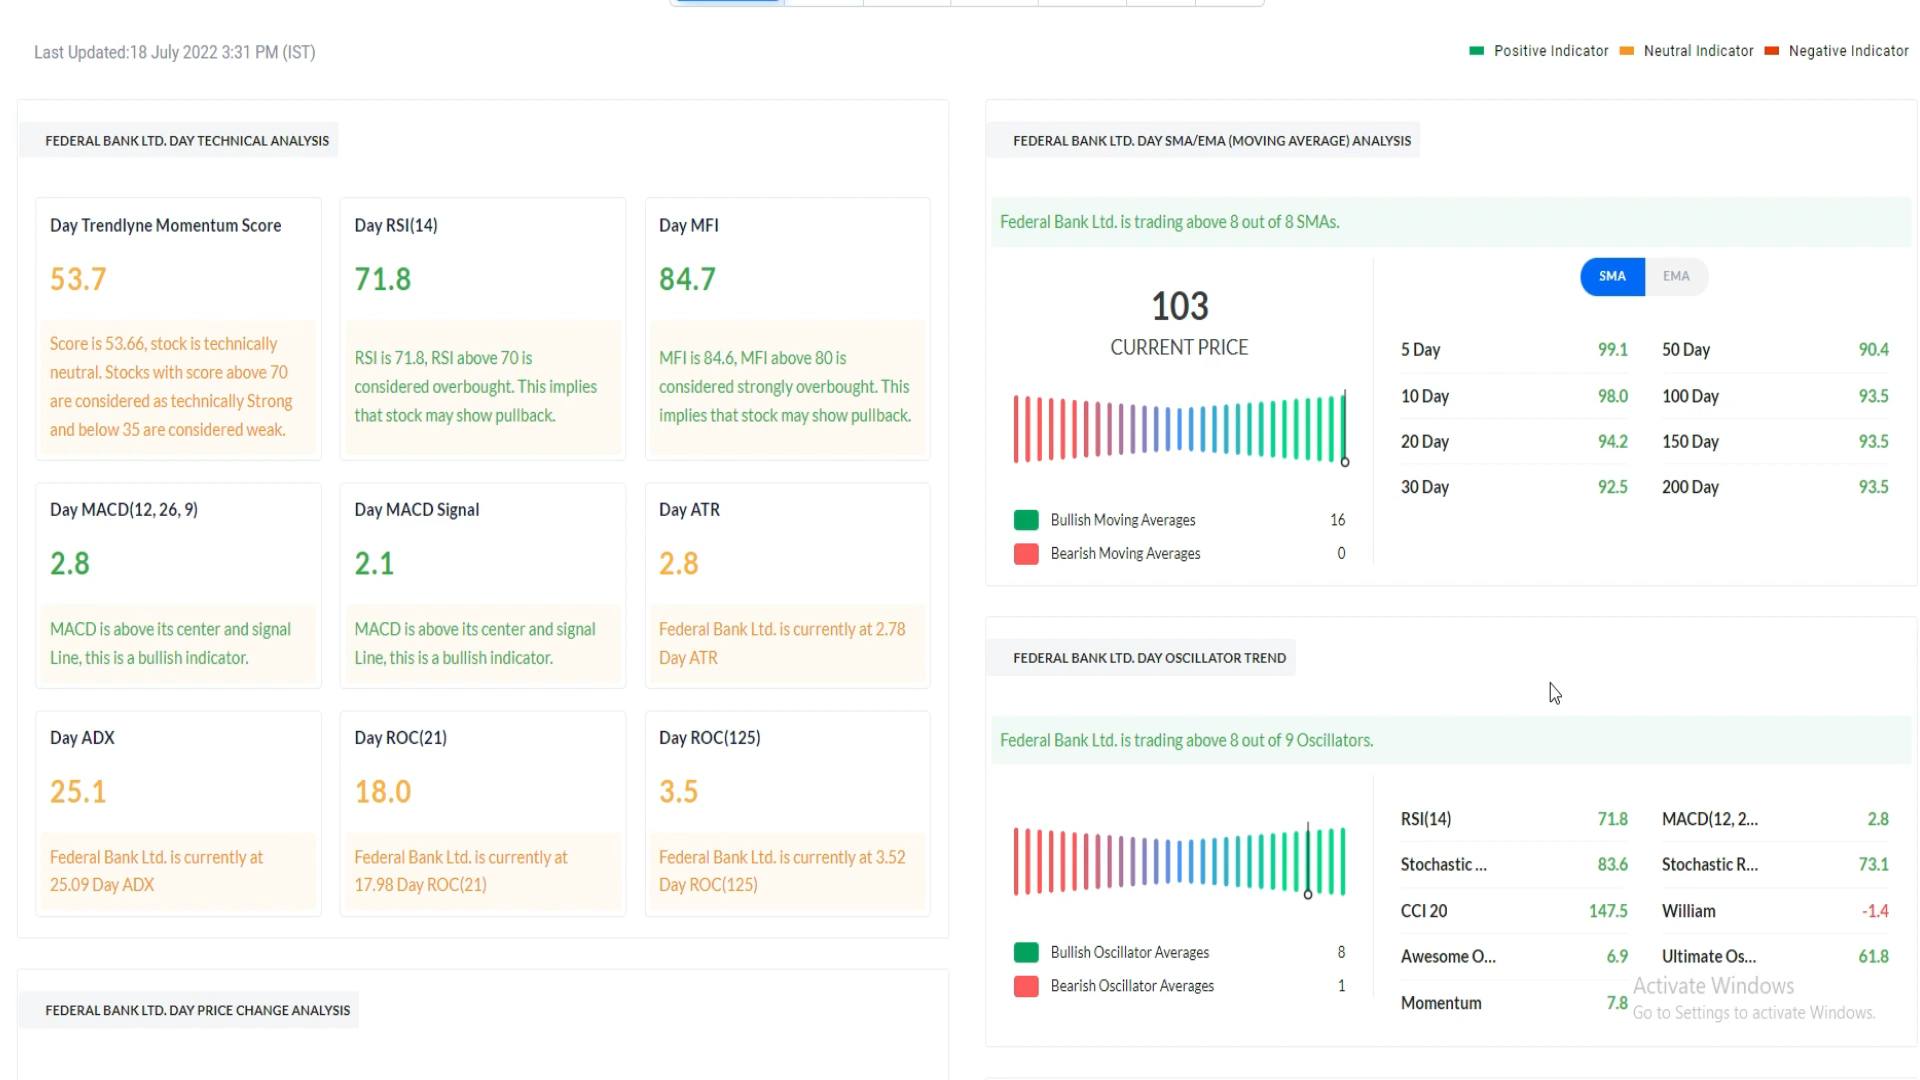 Last Updated:18 July 2022 3:31 PM (IST)
Positive Indicator Neutral Indicator Negative Indicator
FEDERAL BANK LTD. DAY TECHNICAL ANALYSIS
Day Trendlyne Momentum Score
53.7
Score is 53.66, stock is technically
neutral. Stocks with score above 70
are considered as technically Strong
and below 35 are considered weak.
Day RSI(14)
71.8
RSI is 71.8, RSI above 70 is
considered overbought. This implies
that stock may show pullback.
Day MFI
84.7
MFI is 84.6, MFI above 80 is
considered strongly overbought. This
implies that stock may show pullback.
Day MACD(12, 26, 9)
2.8
MACD is above its center and signal
Line, this is a bullish indicator.
Day MACD Signal
2.1
MACD is above its center and signal
Line, this is a bullish indicator.
Day ATR
2.8
Federal Bank Ltd. is currently at 2.78
Day ATR
Day ADX
25.1
Federal Bank Ltd. is currently at
25.09 Day ADX
Day ROC(21)
18.0
Federal Bank Ltd. is currently at
17.98 Day ROC(21)
Day ROC(125)
3.5
Federal Bank Ltd. is currently at 3.52
Day ROC(125)
FEDERAL BANK LTD. DAY PRICE CHANGE ANALYSIS
FEDERAL BANK LTD. DAY SMA/EMA (MOVING AVERAGE) ANALYSIS
Federal Bank Ltd. is trading above 8 out of 8 SMAs.
103
CURRENT PRICE
Bullish Moving Averages 16
Bearish Moving Averages 0
SMA EMA
5 Day 99.1 50 Day 90.4
10 Day 98.0 100 Day 93.5
20 Day 94.2 150 Day 93.5
30 Day 92.5 200 Day 93.5
FEDERAL BANK LTD. DAY OSCILLATOR TREND
Federal Bank Ltd. is trading above 8 out of 9 Oscillators.
Bullish Oscillator Averages 8
Bearish Oscillator Averages 1
RSI(14) 71.8 MACD(12, 2... 2.8
Stochastic ... 83.6 Stochastic R... 73.1
CCI 20 147.5 William -1.4
Awesome O... 6.9 Ultimate Os... 61.8
Momentum 7.8
Activate Windows
Go to Settings to activate Windows.